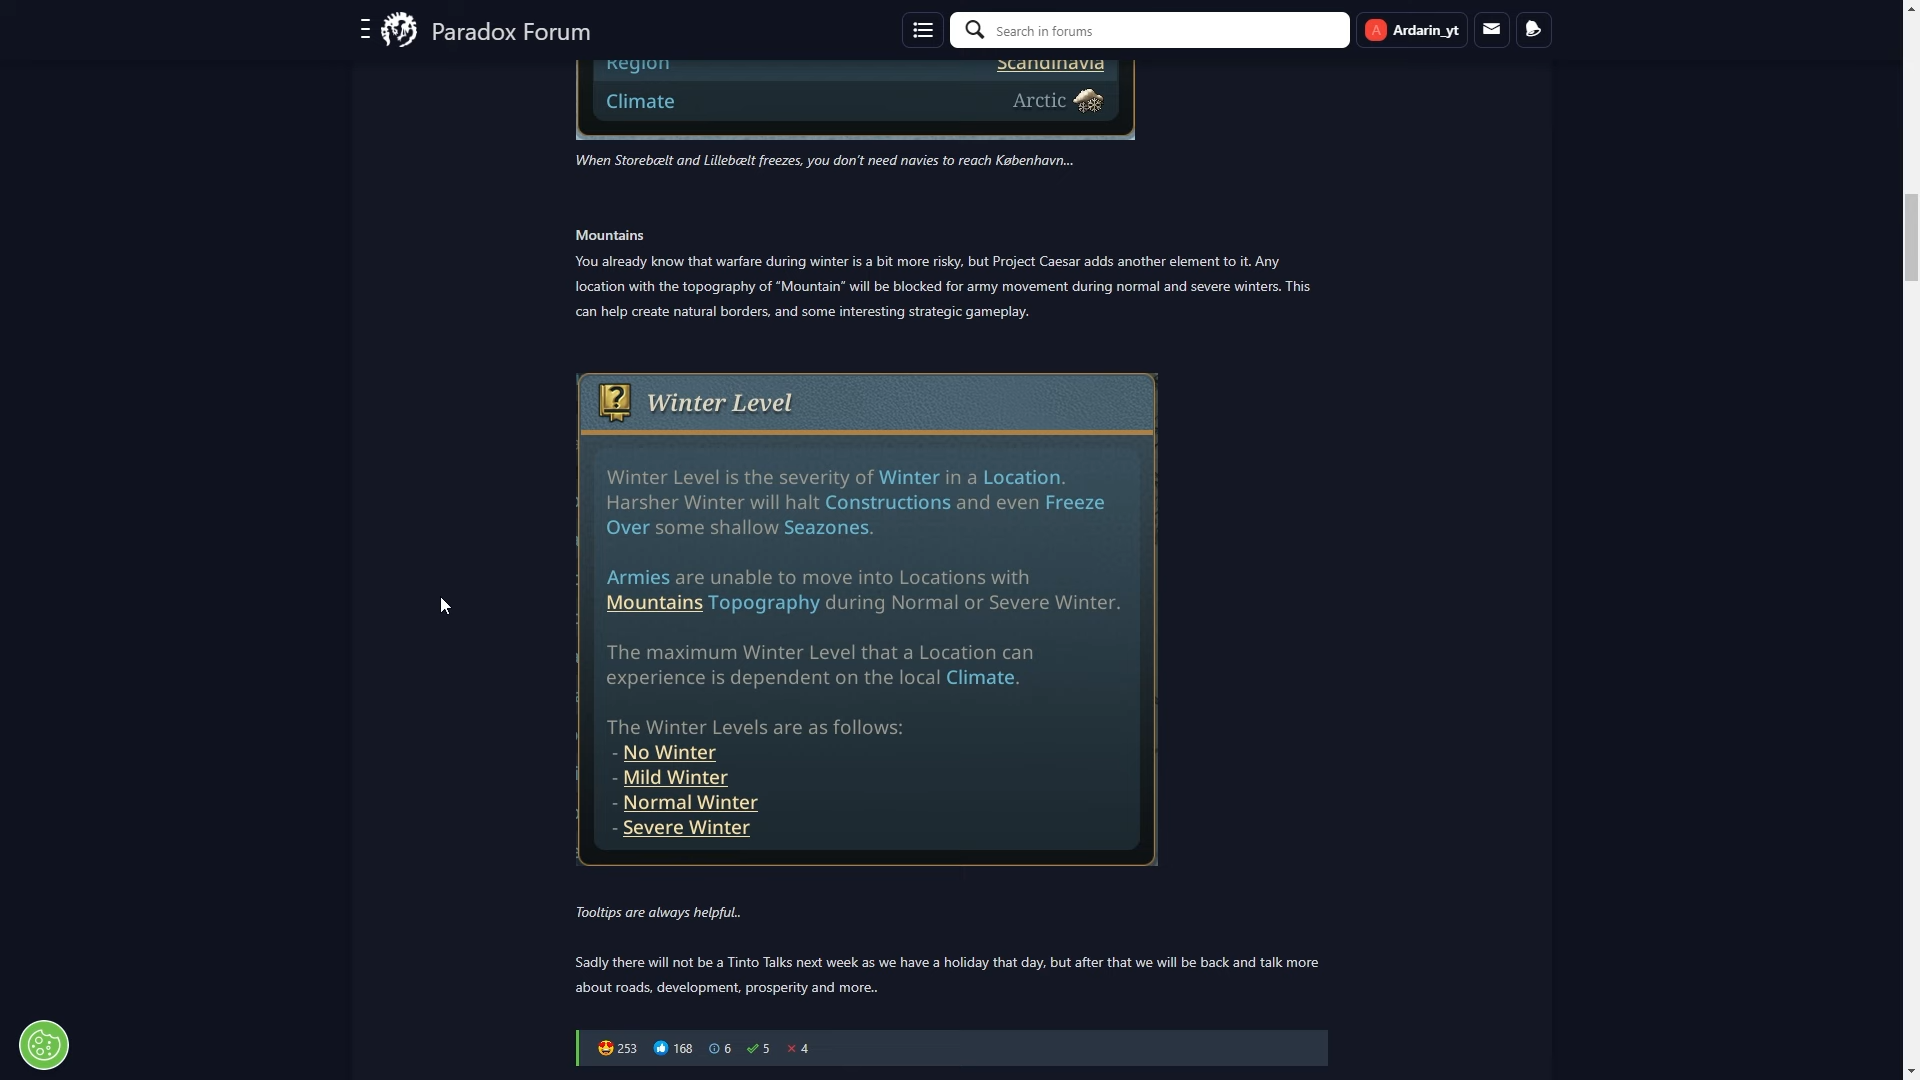 Paradox Forum
Search in forums
A
Ardarin_yt
Region
Scandinavia
Climate
Arctic
When Storebælt and Lillebælt freezes, you don't need navies to reach København...
Mountains
You already know that warfare during winter is a bit more risky, but Project Caesar adds another element to it. Any
location with the topography of “Mountain” will be blocked for army movement during normal and severe winters. This
can help create natural borders, and some interesting strategic gameplay.
?
Winter Level
Winter Level is the severity of Winter in a Location.
Harsher Winter will halt Constructions and even Freeze
Over some shallow Seazones.
Armies are unable to move into Locations with
Mountains Topography during Normal or Severe Winter.
The maximum Winter Level that a Location can
experience is dependent on the local Climate.
The Winter Levels are as follows:
- No Winter
- Mild Winter
- Normal Winter
- Severe Winter
Tooltips are always helpful..
Sadly there will not be a Tinto Talks next week as we have a holiday that day, but after that we will be back and talk more
about roads, development, prosperity and more..
253 168 6 5 4